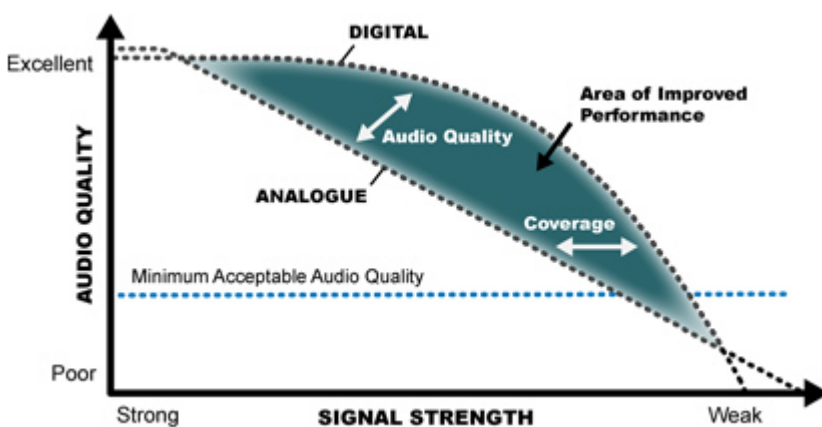 DIGITAL
Excellent
Area of Improved
Performance
Audio Quality
AUDIO QUALITY
ANALOGUE
Coverage
Minimum Acceptable Audio Quality
Poor
Strong
SIGNAL STRENGTH
Weak